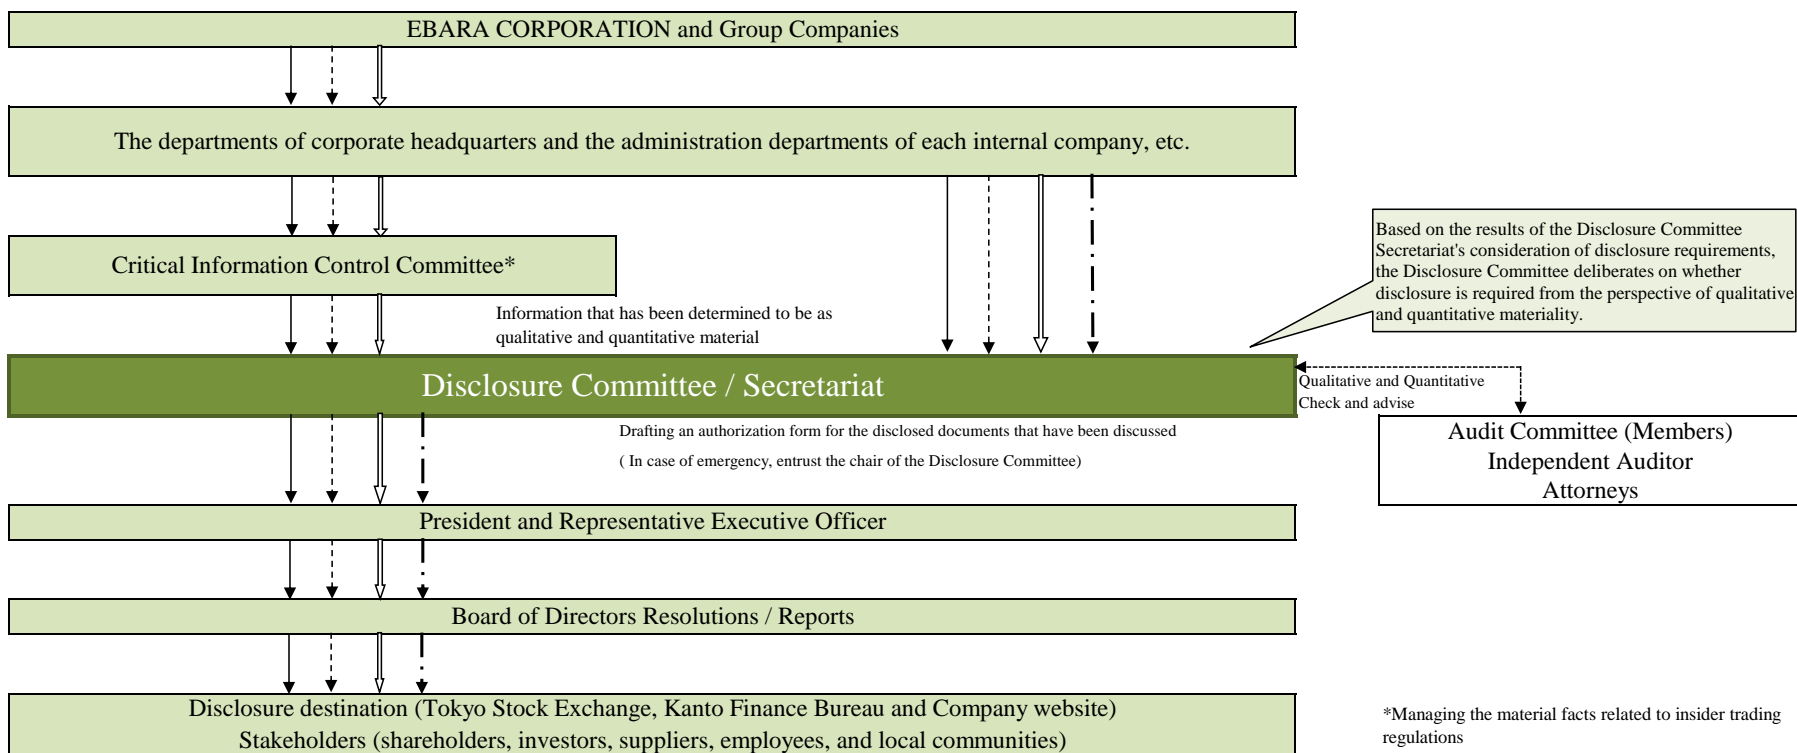 EBARA CORPORATION and Group Companies
The departments of corporate headquarters and the administration departments of each internal company, etc.
Critical Information Control Committee*
Based on the results of the Disclosure Committee
Secretariat's consideration of disclosure requirements,
the Disclosure Committee deliberates on whether
disclosure is required from the perspective of qualitative
and quantitative materiality.
Information that has been determined to be as
qualitative and quantitative material
Disclosure Committee / Secretariat
Qualitative and Quantitative
Check and advise
Audit Committee (Members)
Independent Auditor
Attorneys
Drafting an authorization form for the disclosed documents that have been discussed
( In case of emergency, entrust the chair of the Disclosure Committee)
President and Representative Executive Officer
Board of Directors Resolutions / Reports
Disclosure destination (Tokyo Stock Exchange, Kanto Finance Bureau and Company website)
Stakeholders (shareholders, investors, suppliers, employees, and local communities)
*Managing the material facts related to insider trading
regulations